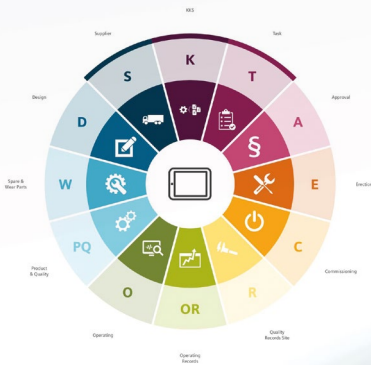 KKS
Supplier
Task
K
S
T
Design
Approval
D
A
§
Spare &
Wear Parts
W
E
Erection
PQ
C
Product
& Quality
Commissioning
O
R
OR
Operating
Quality
Records Site
Operating
Records